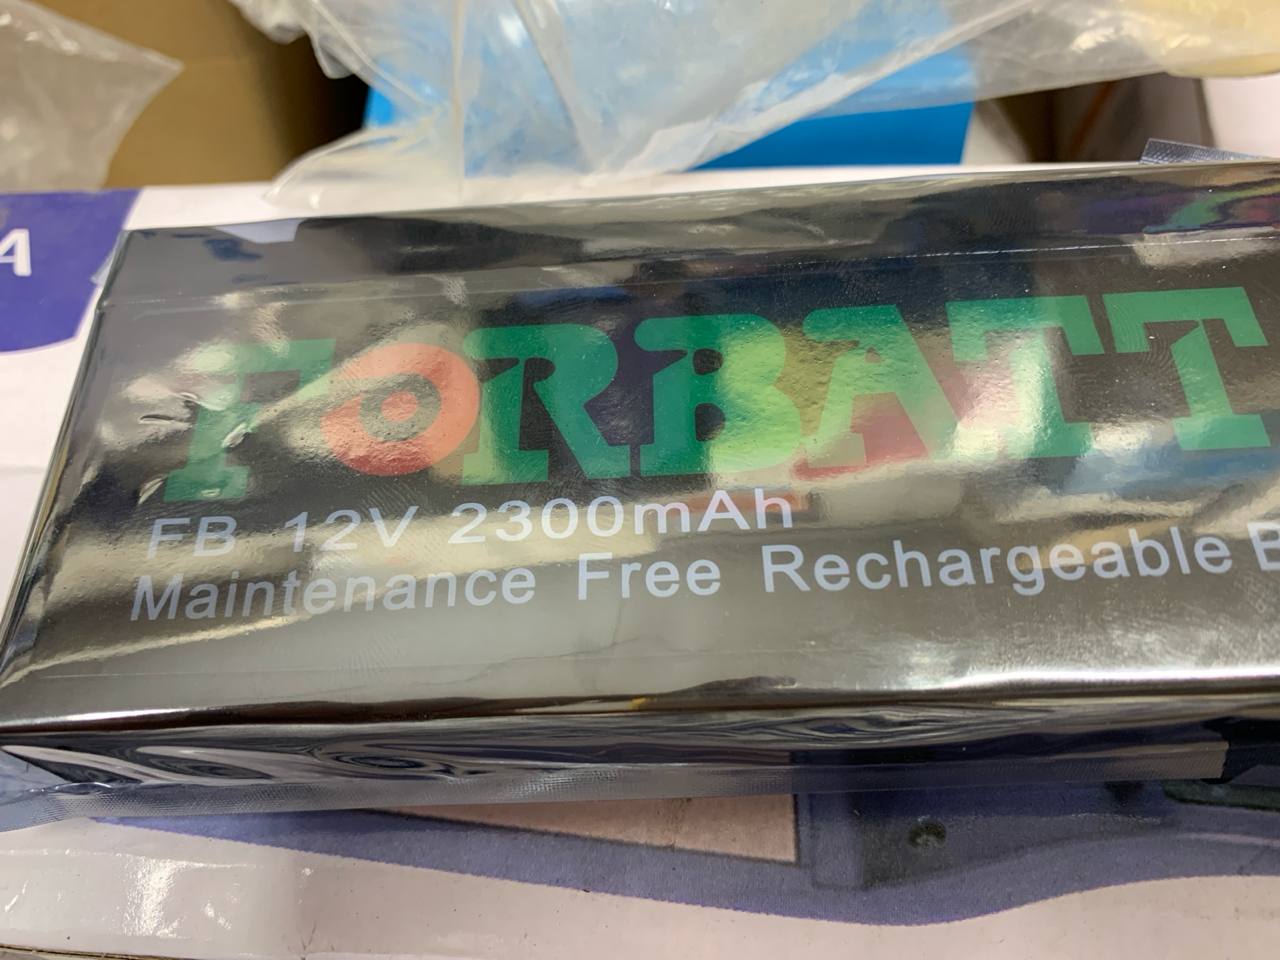 A
FORBATT
FB 12V 2300mAh
Maintenance Free Rechargeable B